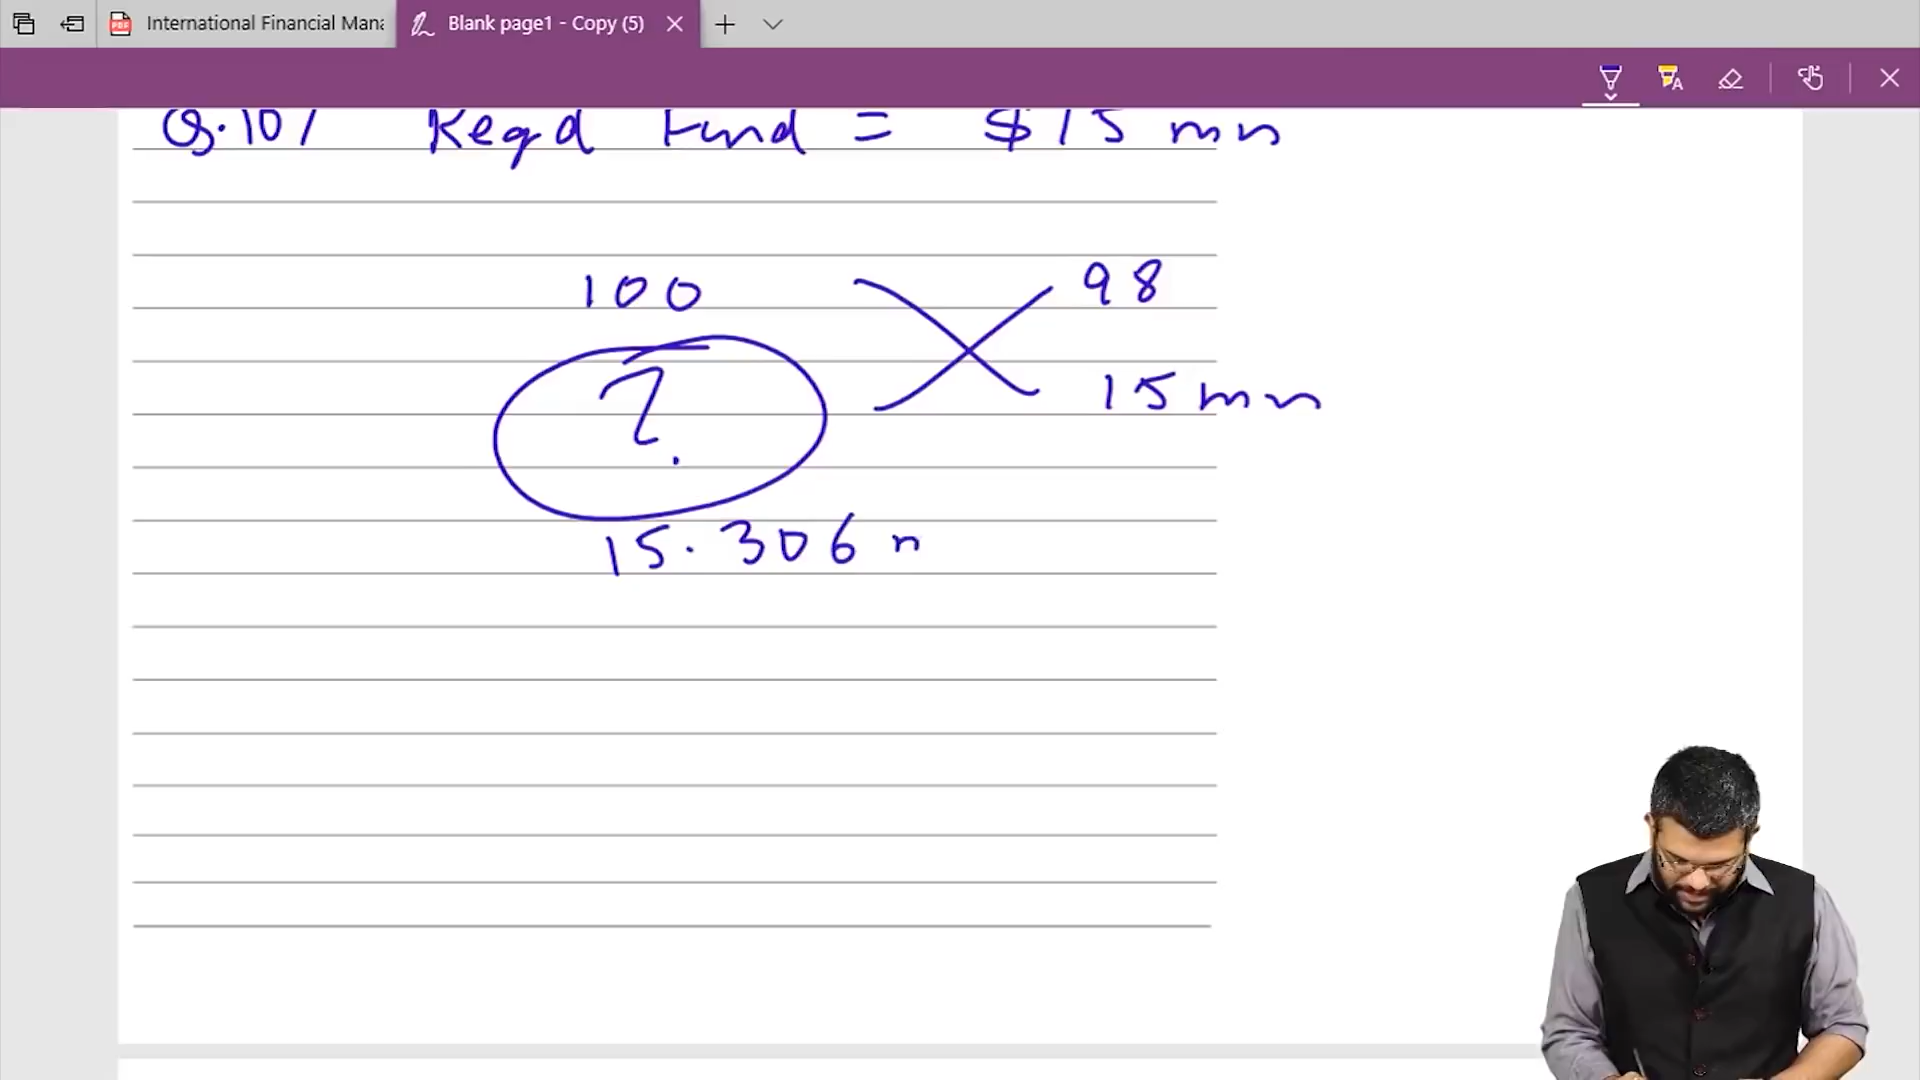 International Financial Mana
Blank page1 - Copy (5)
Q.10/ Reqd Fund = $15 mn
100 98
? 15 mn
15.306 n